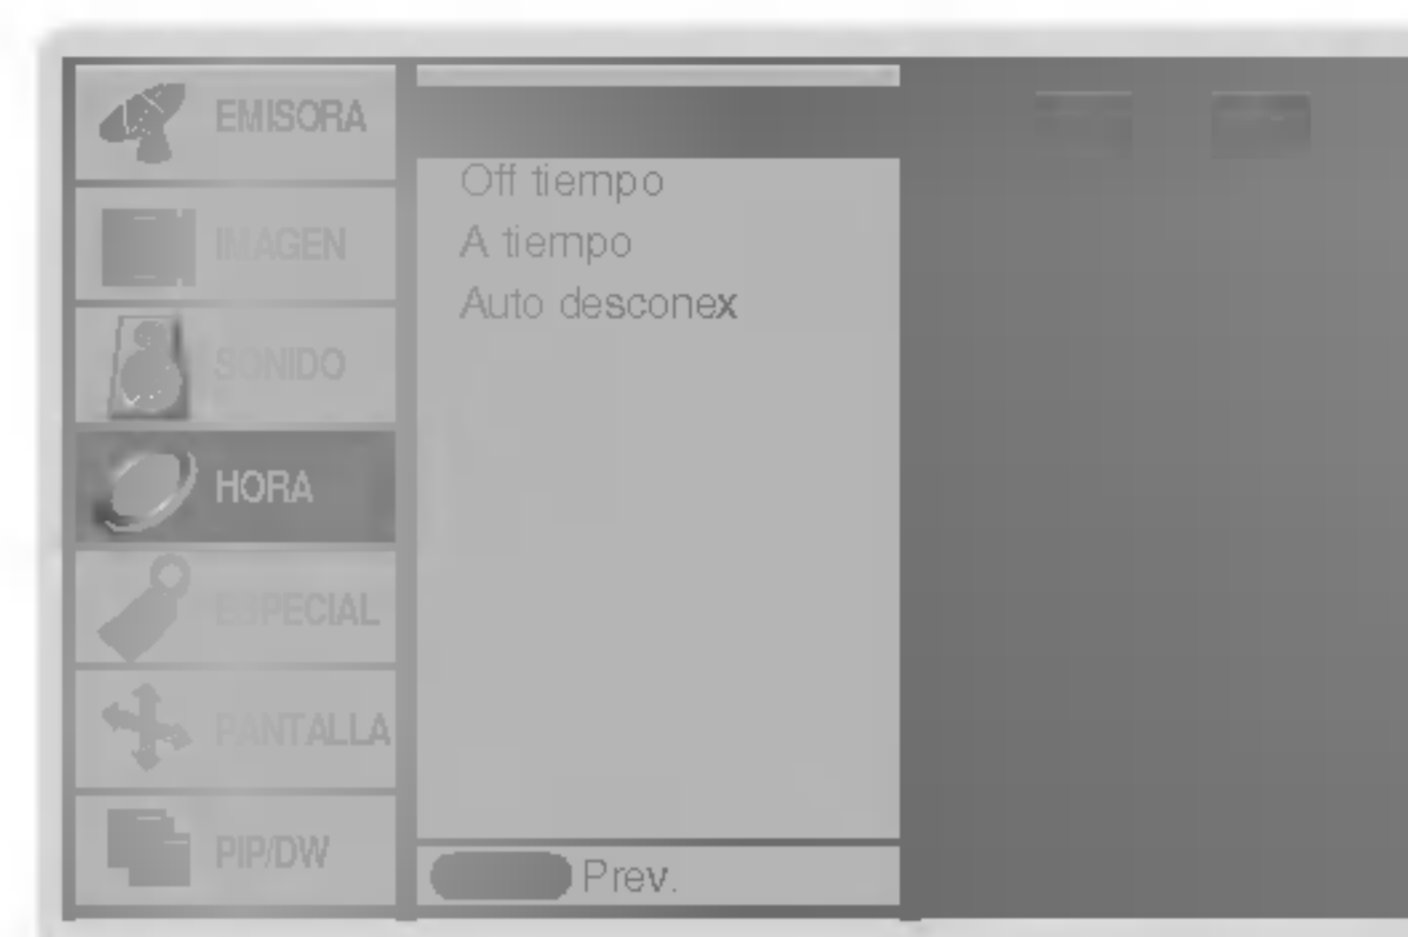 EMISORA
IMAGEN
SONIDO
HORA
ESPECIAL
PANTALLA
PIP/DW
Off tiempo
A tiempo
Auto desconex
Prev.